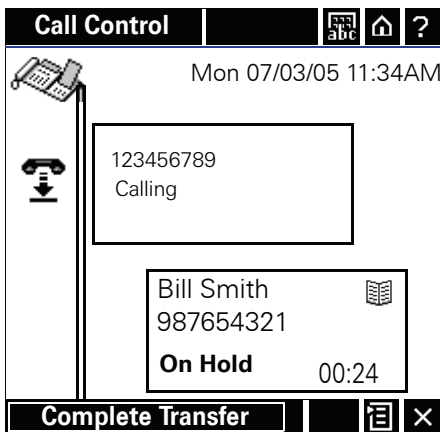 Call Control
abc
?
Mon 07/03/05 11:34AM
123456789
Calling
Bill Smith
987654321
On Hold
00:24
Complete Transfer